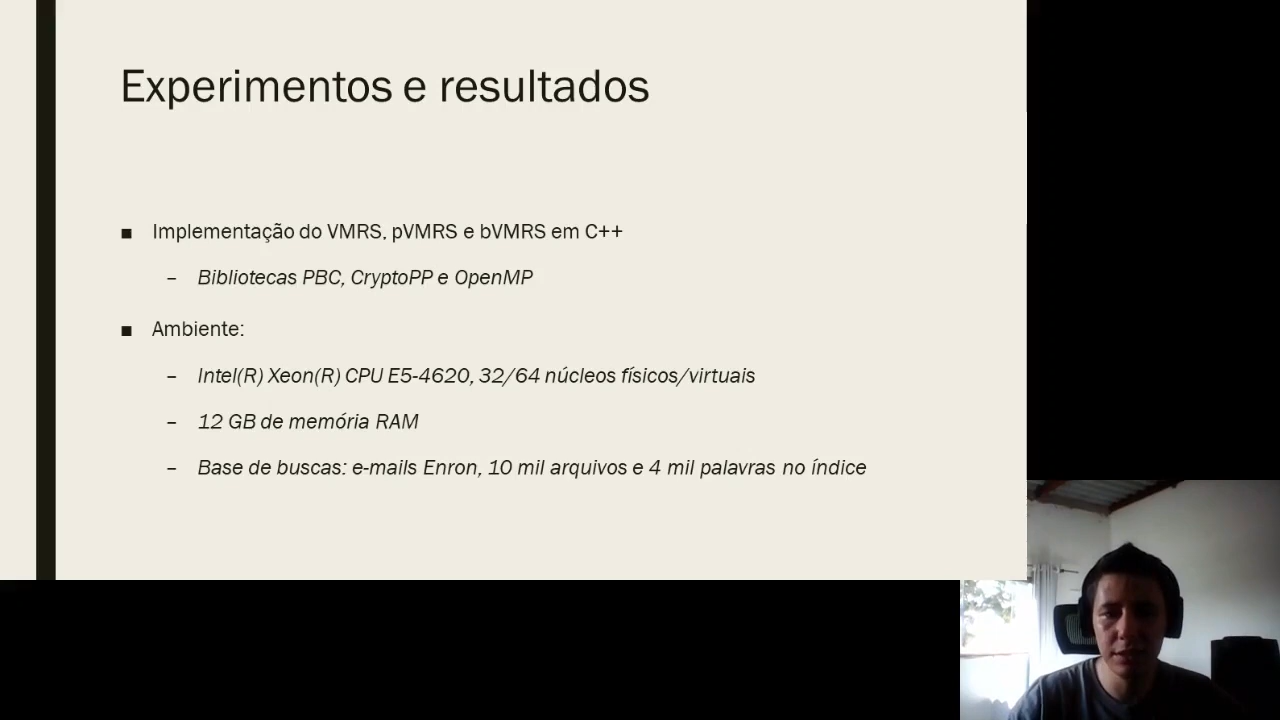 Experimentos e resultados
■ Implementação do VMRS, pVMRS e bVMRS em C++
– Bibliotecas PBC, CryptoPP e OpenMP
■ Ambiente:
– Intel(R) Xeon(R) CPU E5-4620, 32/64 núcleos físicos/virtuais
– 12 GB de memória RAM
– Base de buscas: e-mails Enron, 10 mil arquivos e 4 mil palavras no índice